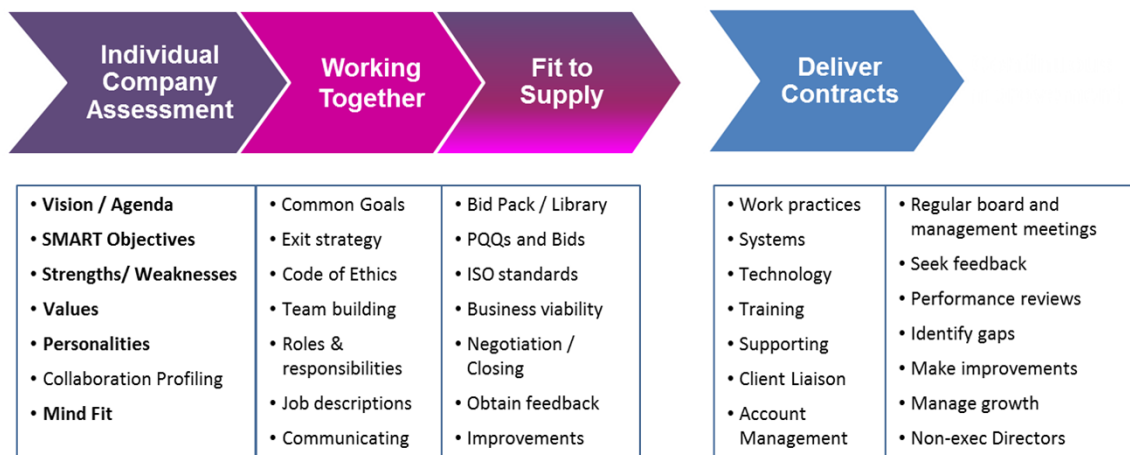 Individual
Company
Assessment
Working
Together
Fit to
Supply
Deliver
Contracts
• Vision / Agenda
• SMART Objectives
• Strengths/ Weaknesses
• Values
• Personalities
• Collaboration Profiling
• Mind Fit
• Common Goals
• Exit strategy
• Code of Ethics
• Team building
• Roles &
responsibilities
• Job descriptions
• Communicating
• Bid Pack / Library
• PQQs and Bids
• ISO standards
• Business viability
• Negotiation /
Closing
• Obtain feedback
• Improvements
• Work practices
• Systems
• Technology
• Training
• Supporting
• Client Liaison
• Account
Management
• Regular board and
management meetings
• Seek feedback
• Performance reviews
• Identify gaps
• Make improvements
• Manage growth
• Non-exec Directors